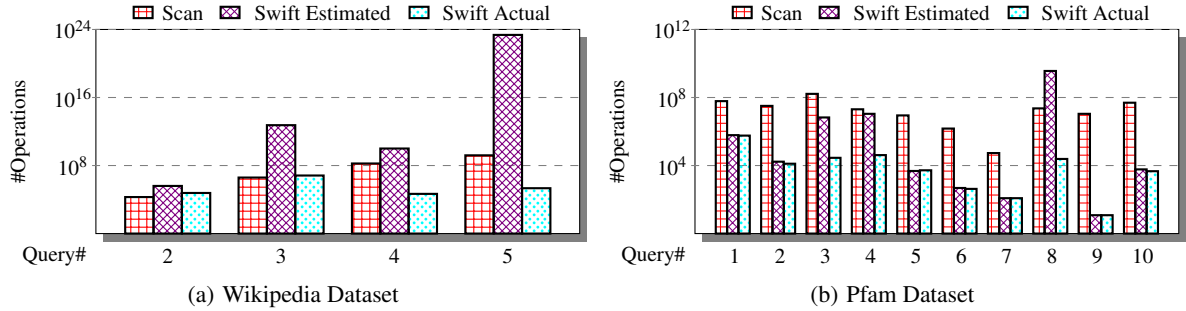 Scan Swift Estimated Swift Actual
10^24
10^16
10^8
#Operations
Query# 2 3 4 5
(a) Wikipedia Dataset
Scan Swift Estimated Swift Actual
10^12
10^8
10^4
#Operations
Query# 1 2 3 4 5 6 7 8 9 10
(b) Pfam Dataset